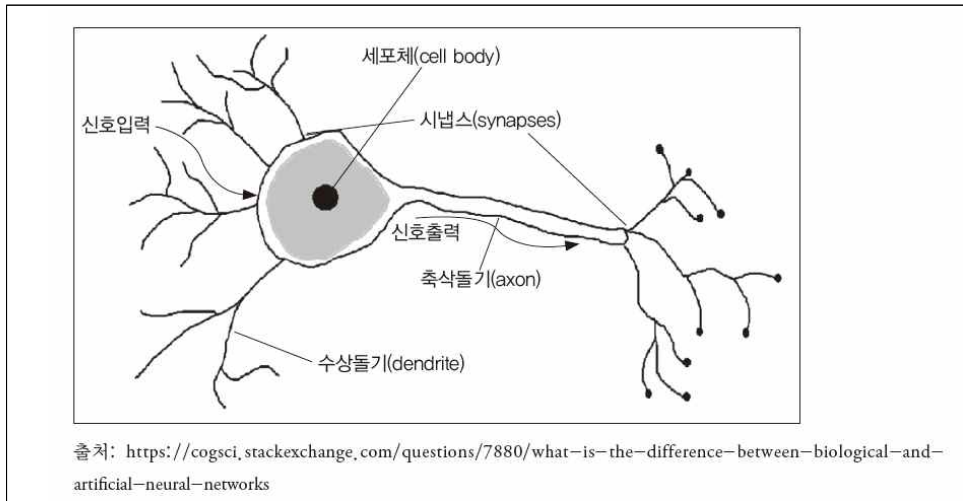 세포체(cell body)
신호입력
시냅스(synapses)
신호출력
축삭돌기(axon)
수상돌기(dendrite)
출처: https://cogsci.stackexchange.com/questions/7880/what-is-the-difference-between-biological-and-
artificial-neural-networks